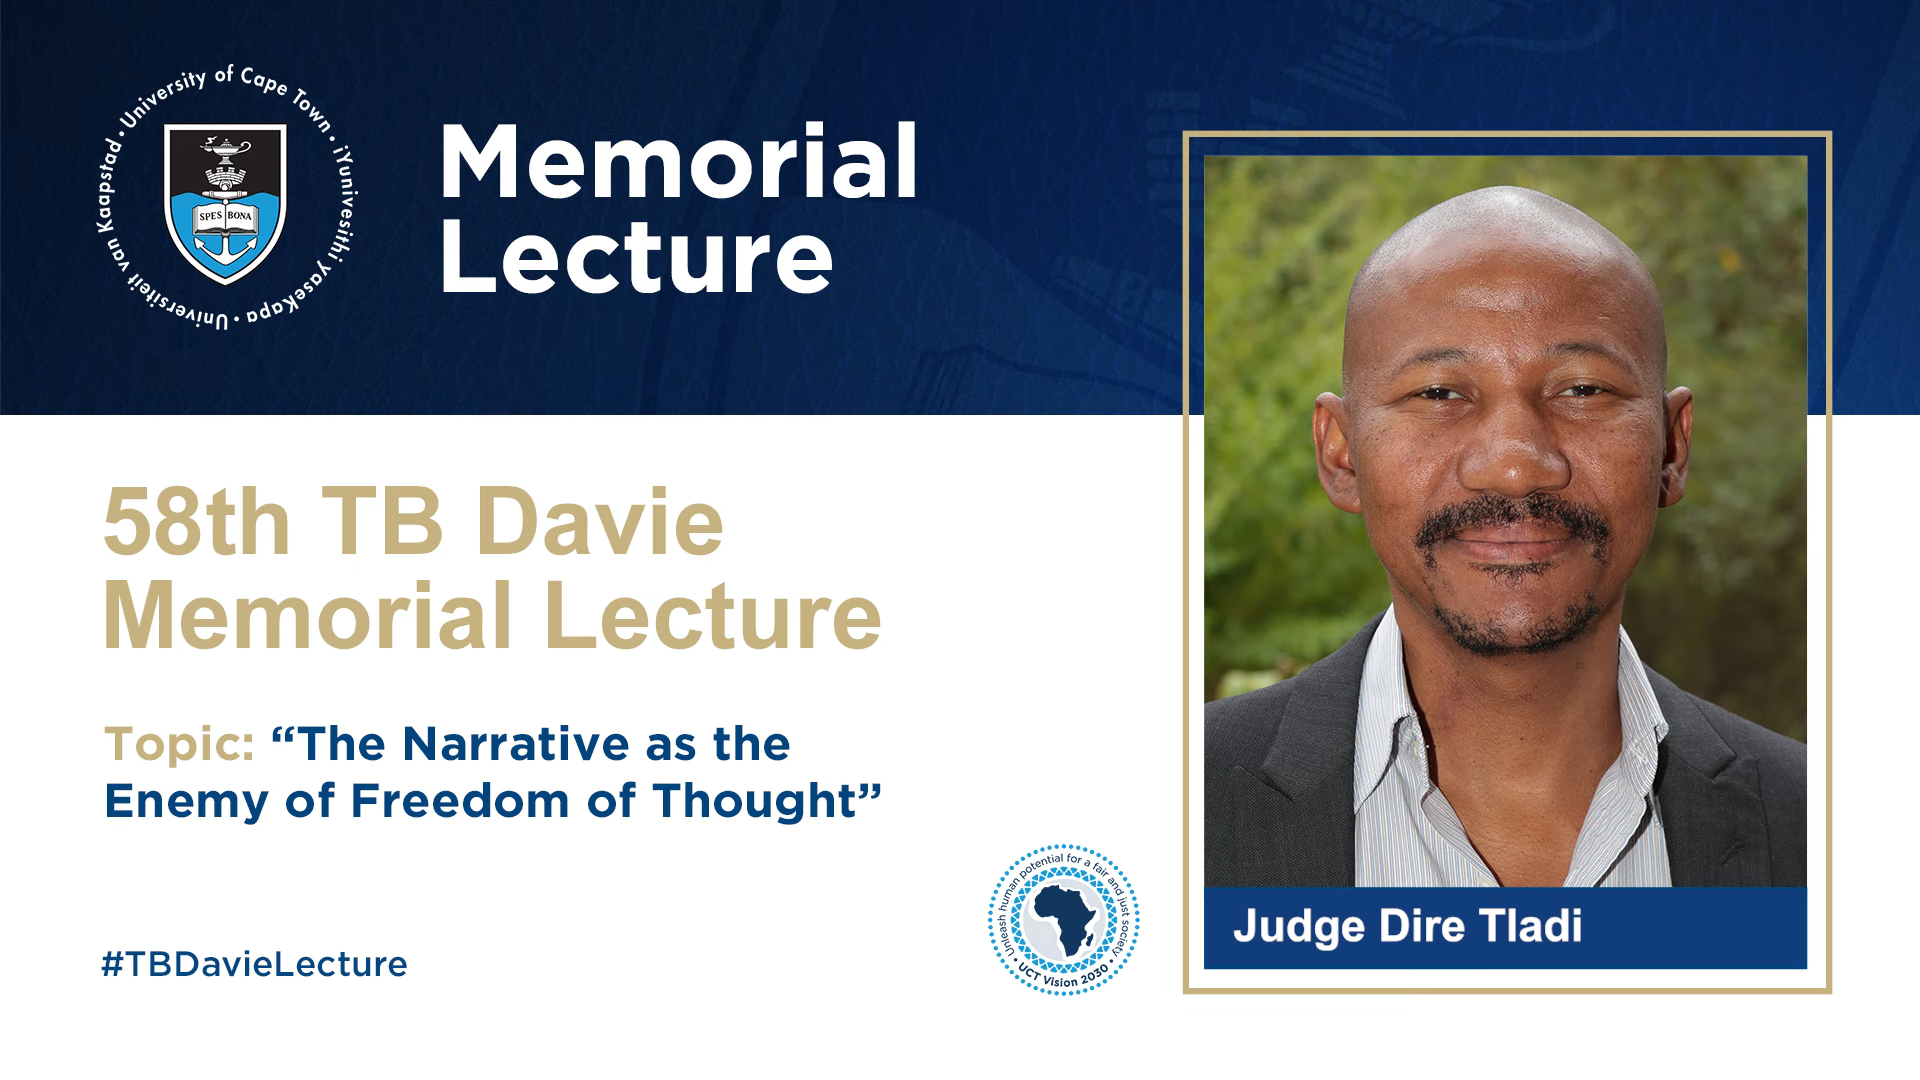 University of Cape Town • iYunivesithi yaseKapa • Universiteit van Kaapstad •
SPES BONA
Memorial
Lecture
58th TB Davie
Memorial Lecture
Topic: “The Narrative as the
Enemy of Freedom of Thought”
#TBDavieLecture
Unleash human potential for a fair and just society
• UCT Vision 2030 •
Judge Dire Tladi